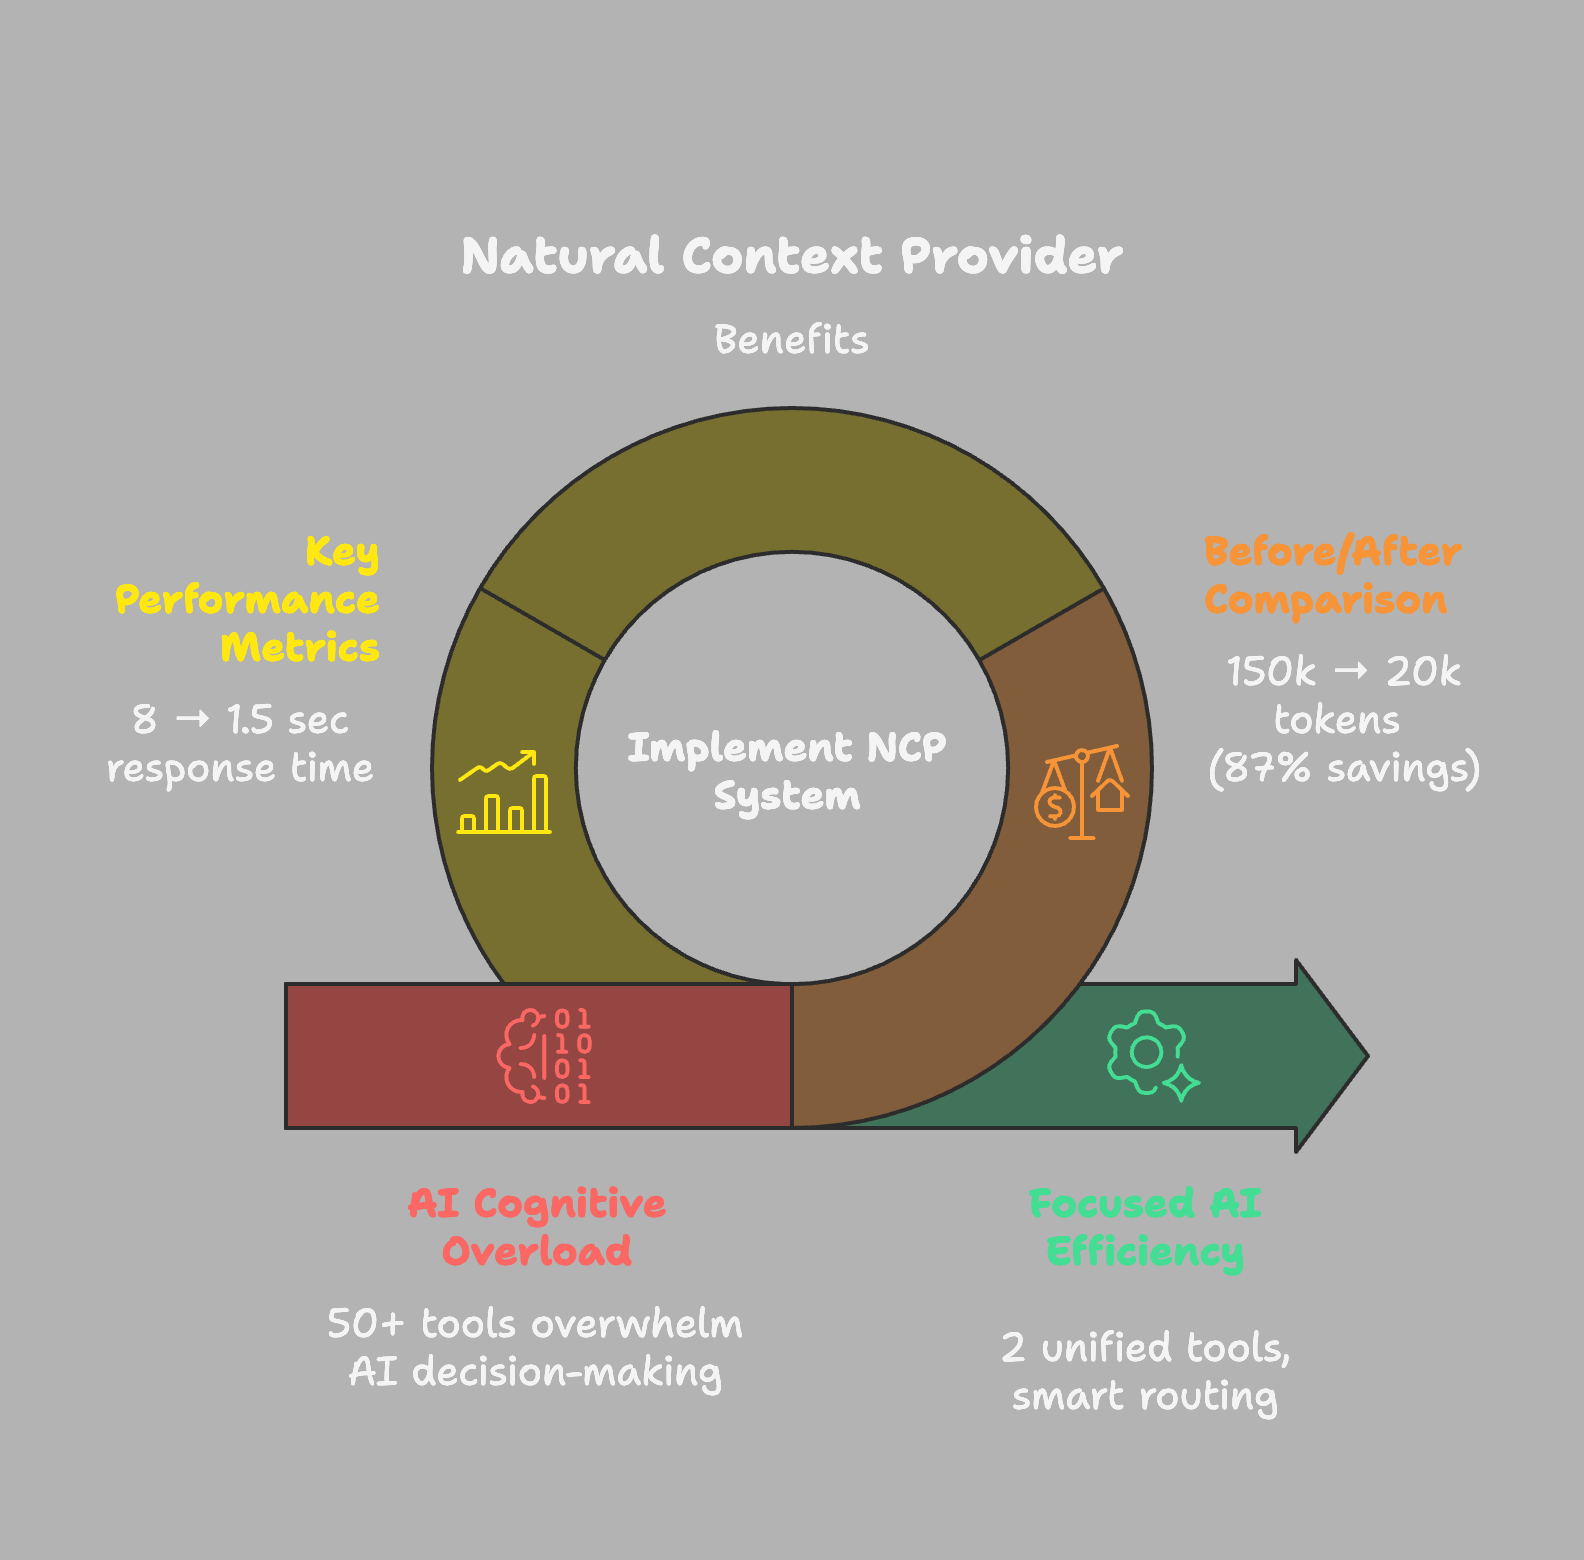 Natural Context Provider
Benefits
Key
Performance
Metrics
8 → 1.5 sec
response time
Before/After
Comparison
150k → 20k
tokens
(87% savings)
Implement NCP
System
$
01
10
01
01
AI Cognitive
Overload
50+ tools overwhelm
AI decision-making
Focused AI
Efficiency
2 unified tools,
smart routing